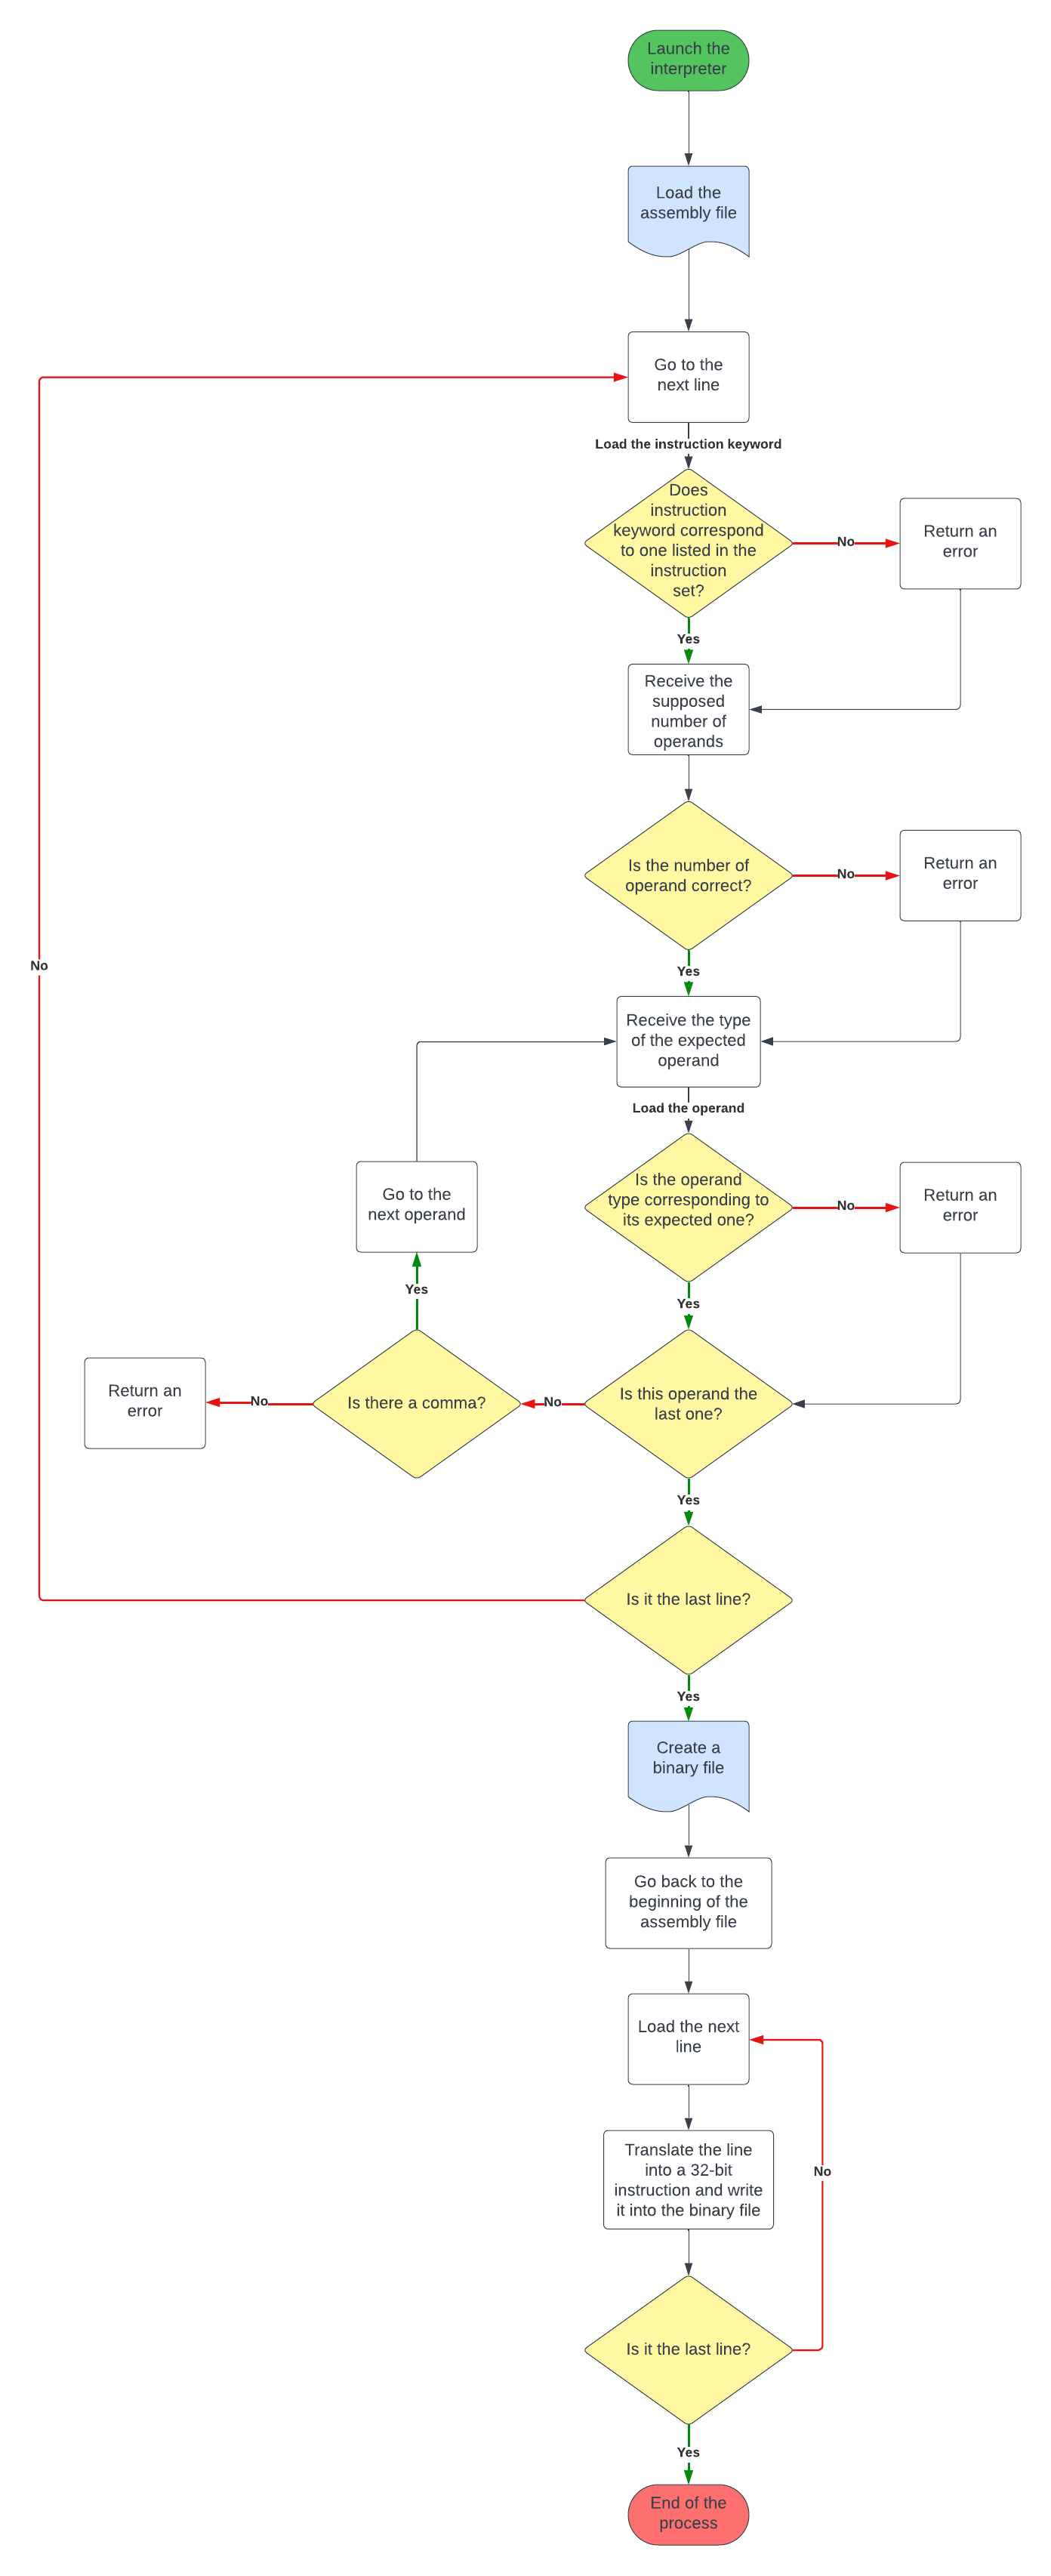 Launch the
interpreter
Load the
assembly file
Go to the
next line
Load the instruction keyword
Does
instruction
keyword correspond
to one listed in the
instruction
set?
No
Return an
error
Yes
Receive the
supposed
number of
operands
Is the number of
operand correct?
No
Return an
error
No
Yes
Receive the type
of the expected
operand
Load the operand
Is the operand
type corresponding to
its expected one?
No
Return an
error
Go to the
next operand
Yes
Yes
Return an
error
No
Is there a comma?
No
Is this operand the
last one?
Yes
Is it the last line?
Yes
Create a
binary file
Go back to the
beginning of the
assembly file
Load the next
line
Translate the line
into a 32-bit
instruction and write
it into the binary file
No
Is it the last line?
Yes
End of the
process